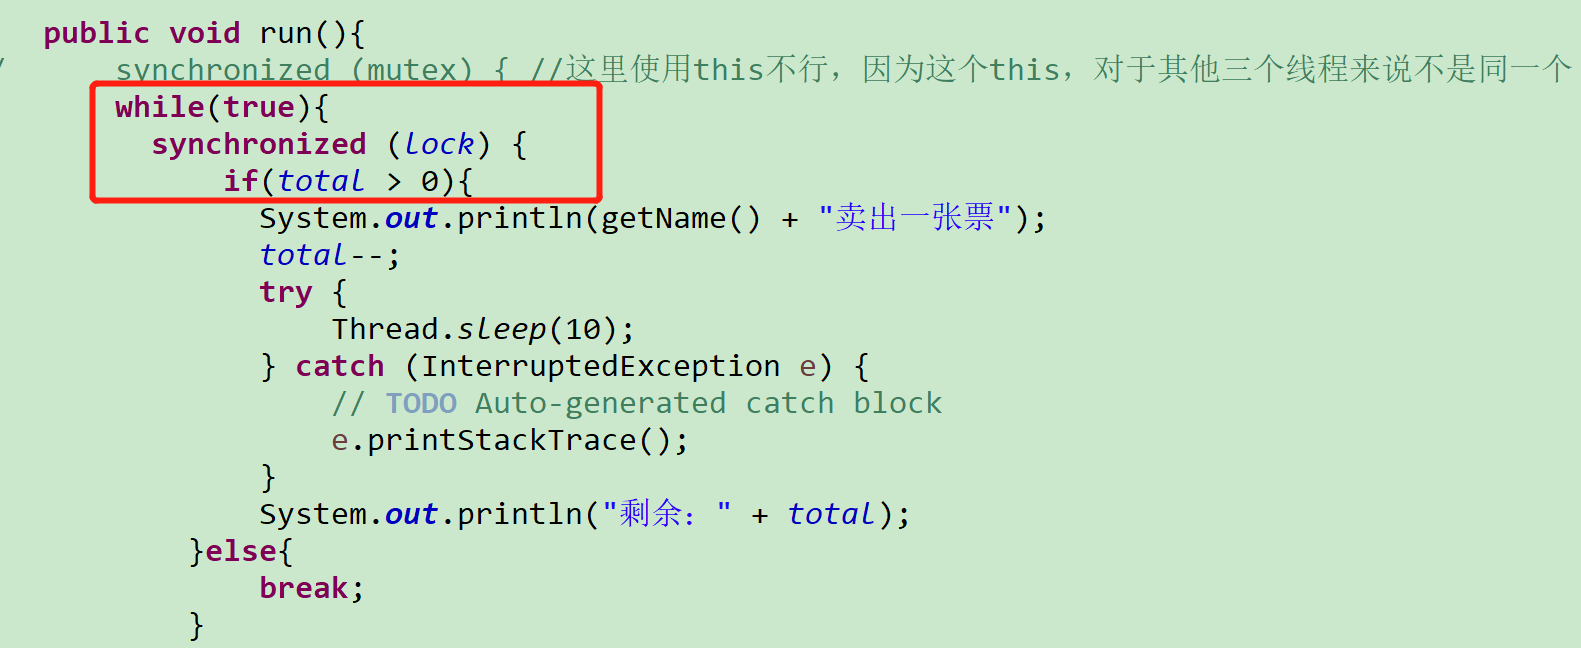 public void run(){
/ synchronized (mutex) { //这里使用this不行，因为这个this，对于其他三个线程来说不是同一个
while(true){
synchronized (lock) {
if(total > 0){
System.out.println(getName() + "卖出一张票");
total--;
try {
Thread.sleep(10);
} catch (InterruptedException e) {
// TODO Auto-generated catch block
e.printStackTrace();
}
System.out.println("剩余：" + total);
}else{
break;
}